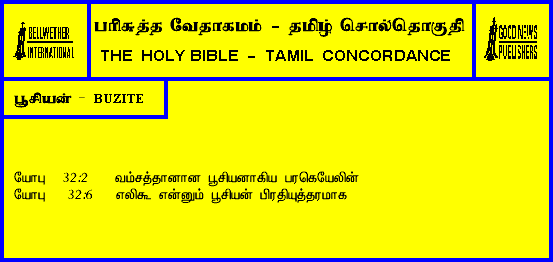 BELLWETHER
INTERNATIONAL
பரிசுத்த வேதாகமம் - தமிழ் சொல்தொகுதி
THE HOLY BIBLE - TAMIL CONCORDANCE
GOOD NEWS
PUBLISHERS
பூசியன் - BUZITE
யோபு 32:2 வம்சத்தானான பூசியனாகிய பரகெயேலின்
யோபு 32:6 எலிகூ என்னும் பூசியன் பிரதியுத்தரமாக